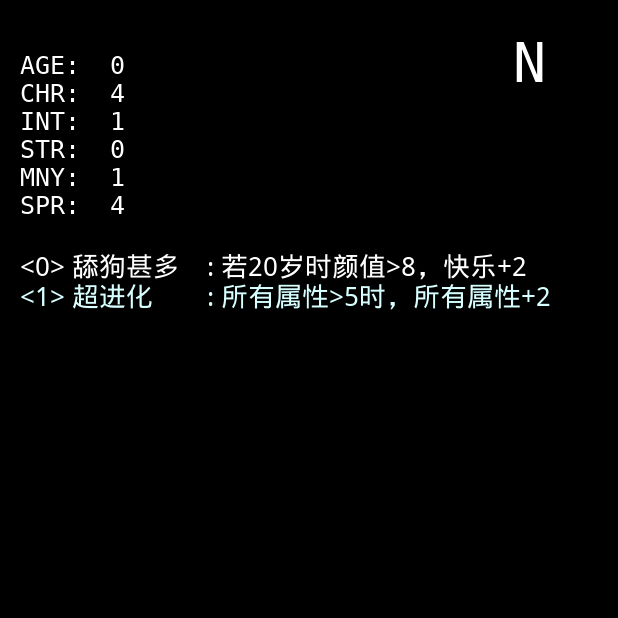 N
AGE: 0
CHR: 4
INT: 1
STR: 0
MNY: 1
SPR: 4
<0> 舔狗甚多 : 若20岁时颜值>8，快乐+2
<1> 超进化 : 所有属性>5时，所有属性+2